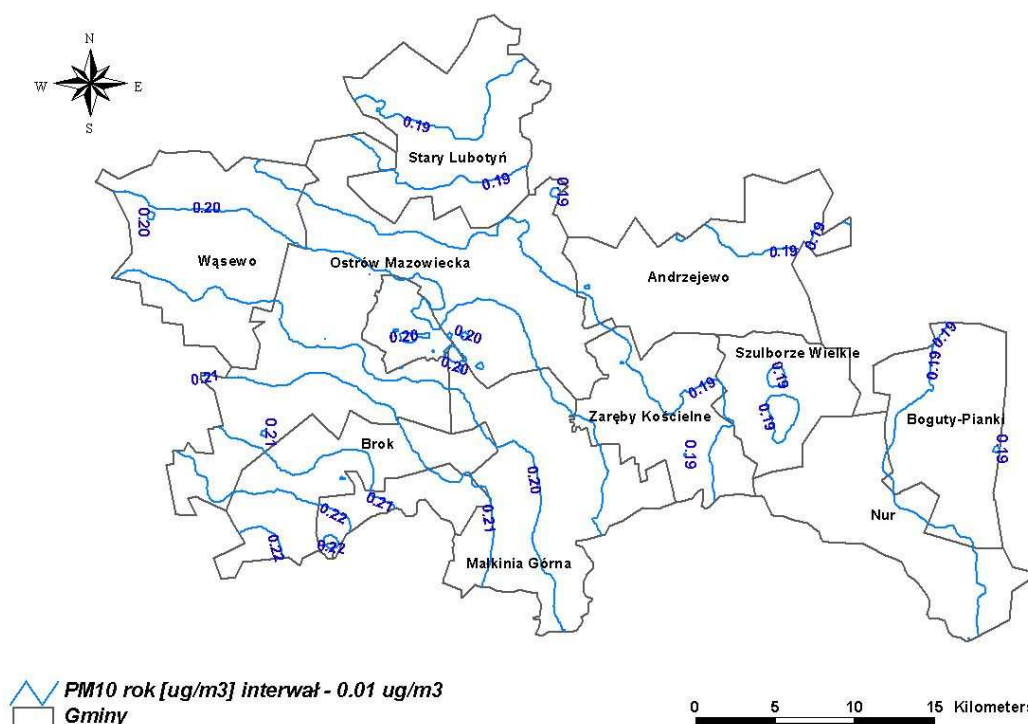 N
W E
S
0.19
Stary Lubotyń
0.19
0.19
0.20
0.20
0.19
0.19
Wąsewo
Ostrów Mazowiecka
Andrzejewo
0.20
0.20
0.20
0.19
0.19
Szulborze Wielkie
0.19
0.21
0.19
0.19
Zaręby Kościelne
Boguty-Pianki
0.21
Brok
0.19
0.19
0.20
0.21
0.21
0.22
Nur
0.22
0.22
Małkinia Górna
PM10 rok [ug/m3] interwał - 0.01 ug/m3
Gminy
0 5 10 15 Kilometers